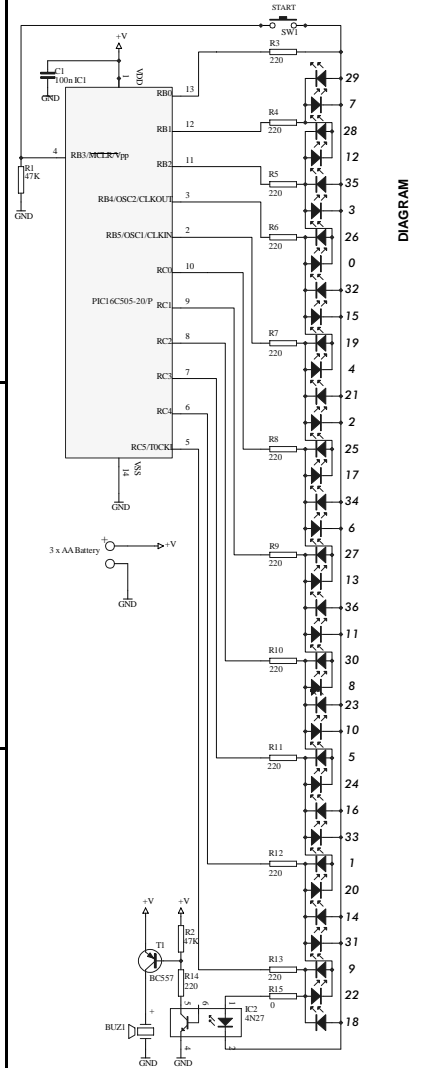 START
SW1
+V
C1
100n
IC1
GND
1
VDD
R1
47K
GND
4
RB3/MCLR/Vpp
RB0
13
RB1
12
RB2
11
RB4/OSC2/CLKOUT
3
RB5/OSC1/CLKIN
2
RC0
10
PIC16C505-20/P
RC1
9
RC2
8
RC3
7
RC4
6
RC5/T0CKI
5
VSS
14
GND
3 x AA Battery
+
+V
GND
R3
220
R4
220
R5
220
R6
220
R7
220
R8
220
R9
220
R10
220
R11
220
R12
220
R13
220
R15
0
29
7
28
12
35
3
26
0
32
15
19
4
21
2
25
17
34
6
27
13
36
11
30
8
23
10
5
24
16
33
1
20
14
31
9
22
18
DIAGRAM
+V
+V
T1
BC557
R2
47K
R14
220
BUZ1
+
GND
5
6
4
GND
1
2
IC2
4N27